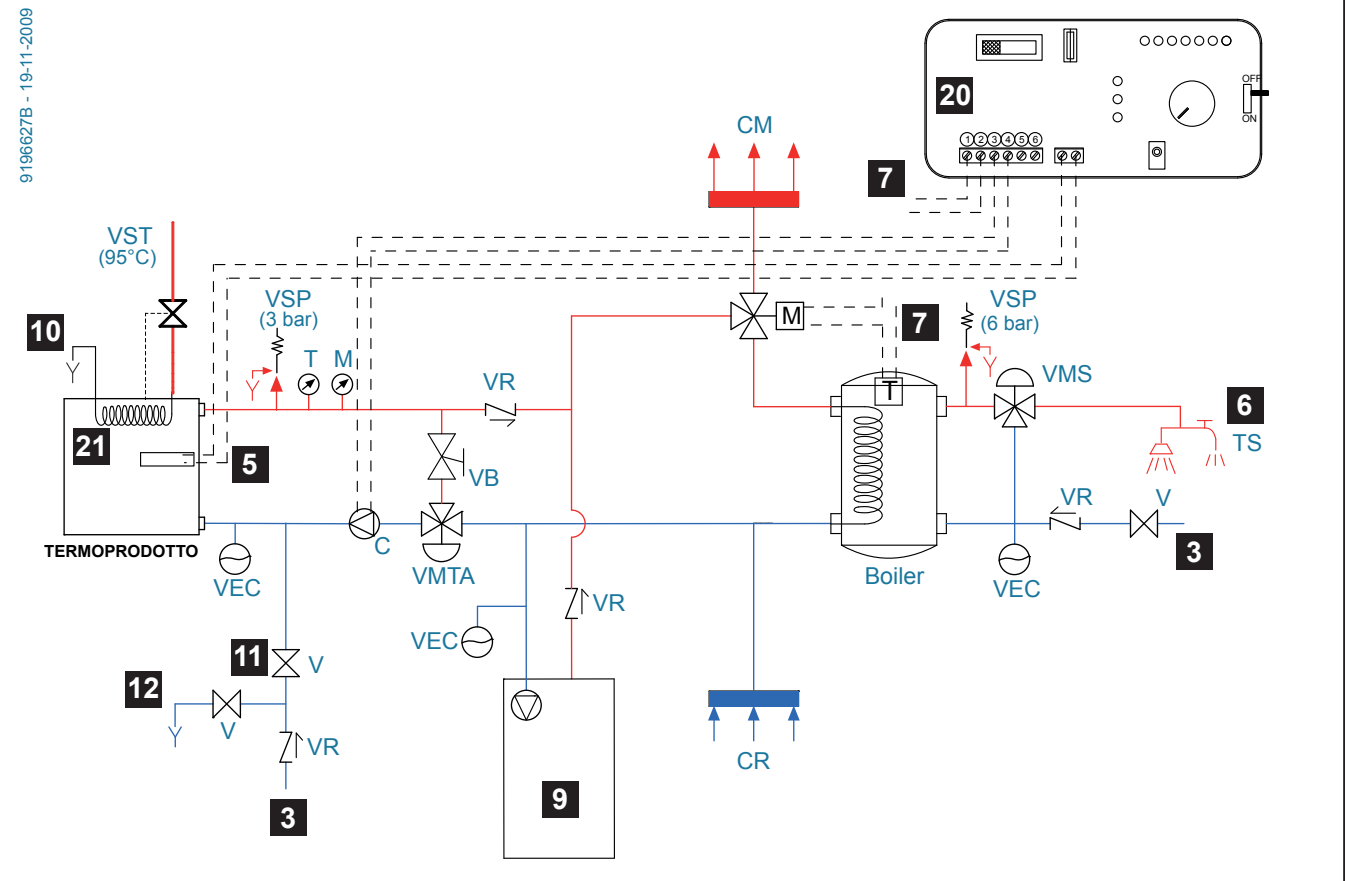 9196627B - 19-11-2009
OFF
20
ON
1 2 3 4 5 6
CM
7
VST
(95°C)
VSP
(3 bar)
VSP
(6 bar)
10
T M
M
7
VR
VMS
T
6
TS
21
5
VB
VR V
TERMOPRODOTTO
C
3
VEC
VMTA
Boiler
VEC
VR
VEC
11
V
12
V
VR
CR
9
3